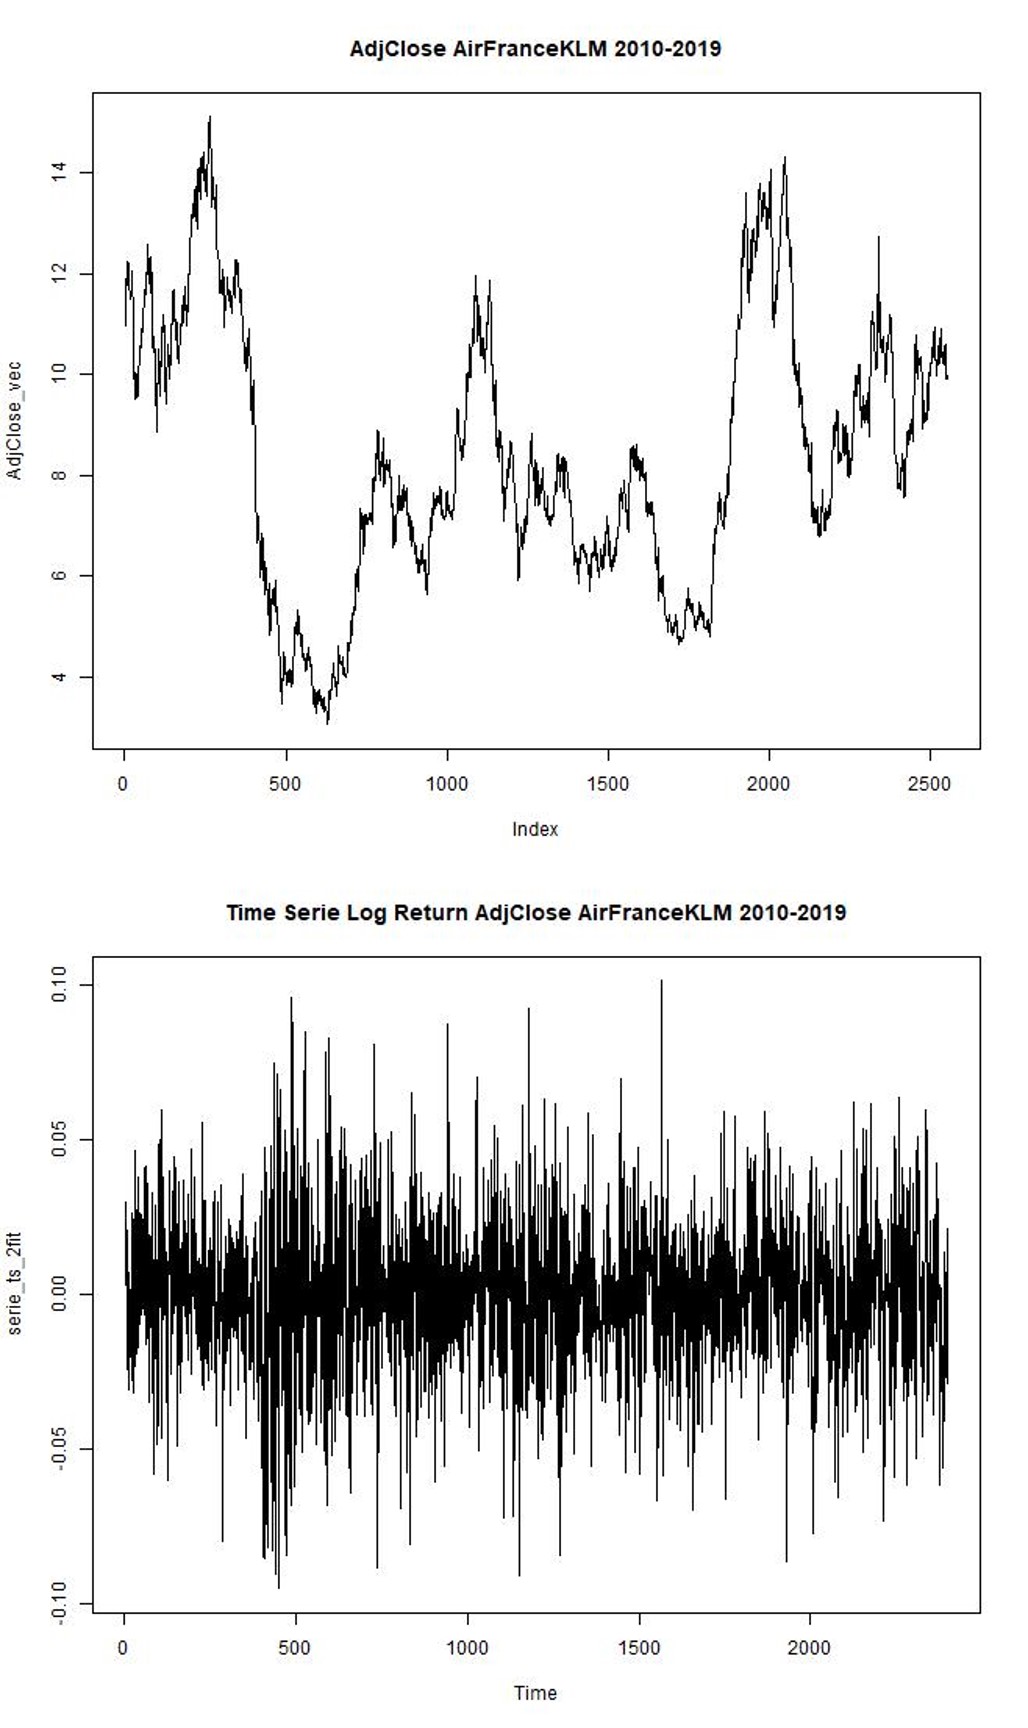 AdjClose AirFranceKLM 2010-2019
14
12
10
8
6
4
AdjClose_vec
0 500 1000 1500 2000 2500
Index
Time Serie Log Return AdjClose AirFranceKLM 2010-2019
0.10
0.05
0.00
-0.05
-0.10
serie_ts_2fit
0 500 1000 1500 2000
Time